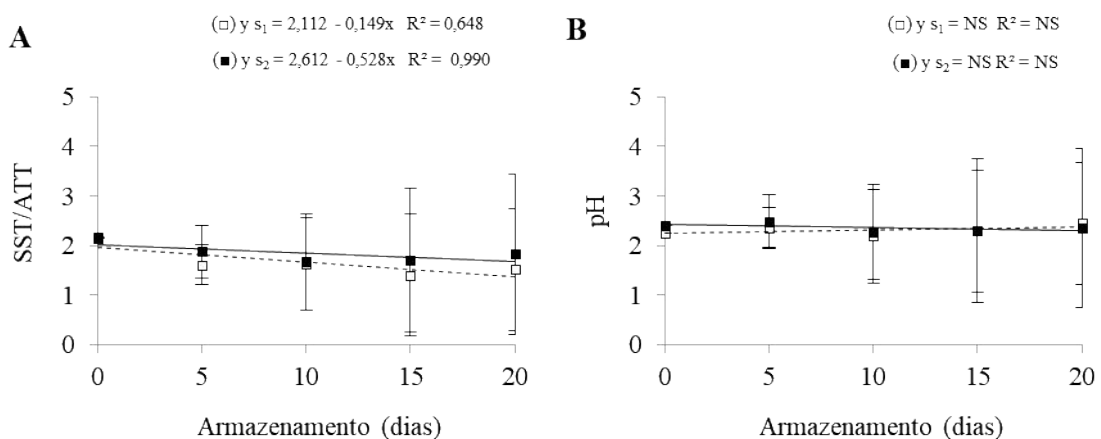 A
(□) y s₁ = 2,112 - 0,149x R² = 0,648
(■) y s₂ = 2,612 - 0,528x R² = 0,990
SST/ATT
5
4
3
2
1
0
0 5 10 15 20
Armazenamento (dias)
B
(□) y s₁ = NS R² = NS
(■) y s₂ = NS R² = NS
pH
5
4
3
2
1
0
0 5 10 15 20
Armazenamento (dias)